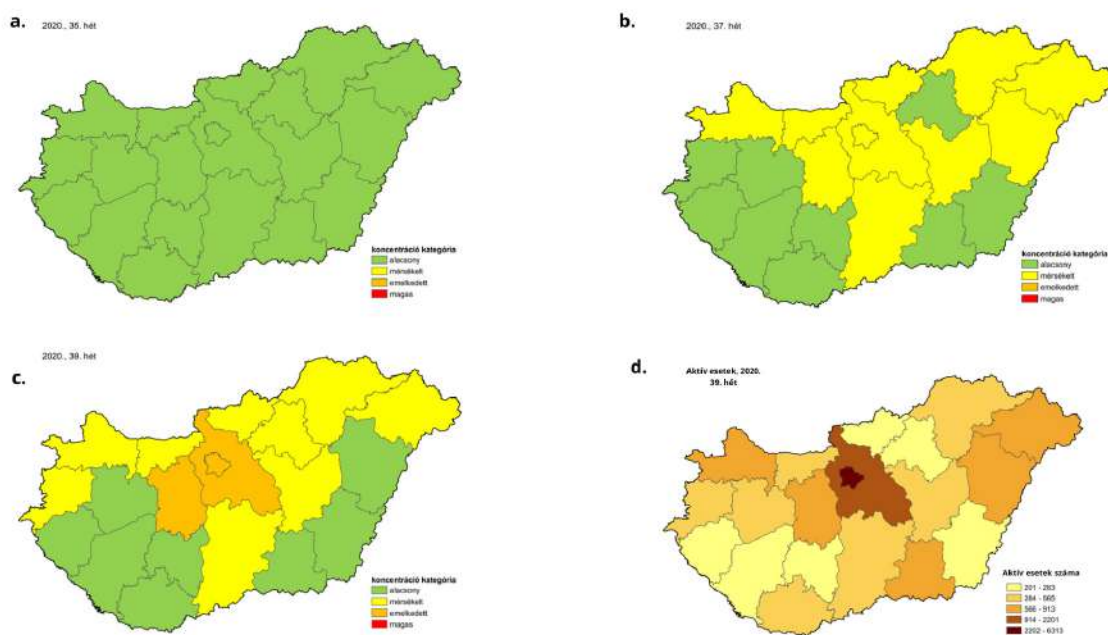 a.
2020., 35. hét
koncentráció kategória
alacsony
mérsékelt
emelkedett
magas
b.
2020., 37. hét
koncentráció kategória
alacsony
mérsékelt
emelkedett
magas
c.
2020., 39. hét
koncentráció kategória
alacsony
mérsékelt
emelkedett
magas
d.
Aktív esetek, 2020.
39. hét
Aktív esetek száma
201 - 283
284 - 565
566 - 913
914 - 2201
2202 - 6313